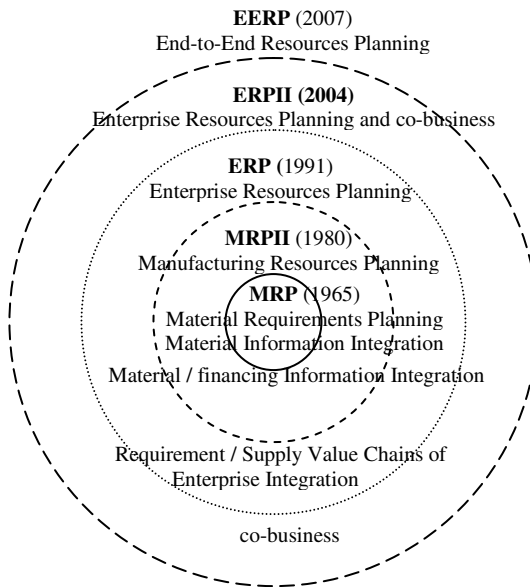 EERP (2007)
End-to-End Resources Planning
ERPII (2004)
Enterprise Resources Planning and co-business
ERP (1991)
Enterprise Resources Planning
MRPII (1980)
Manufacturing Resources Planning
MRP (1965)
Material Requirements Planning
Material Information Integration
Material / financing Information Integration
Requirement / Supply Value Chains of
Enterprise Integration
co-business